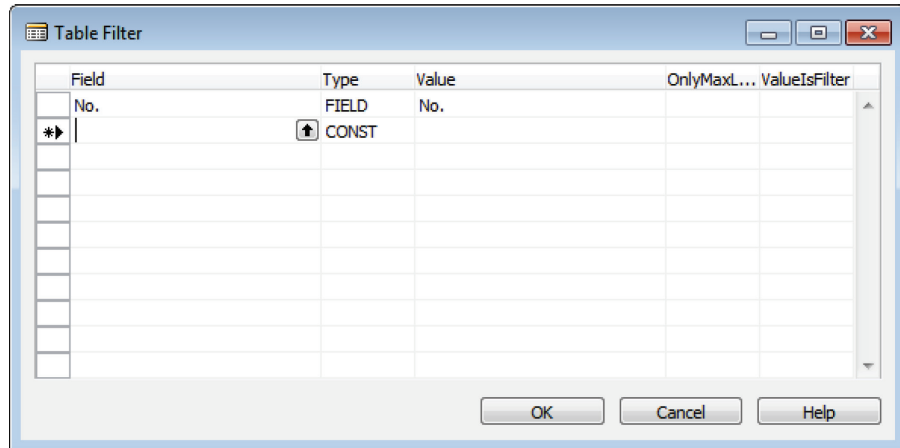 Table Filter
Field Type Value OnlyMaxL... ValueIsFilter
No. FIELD No.
CONST
OK Cancel Help